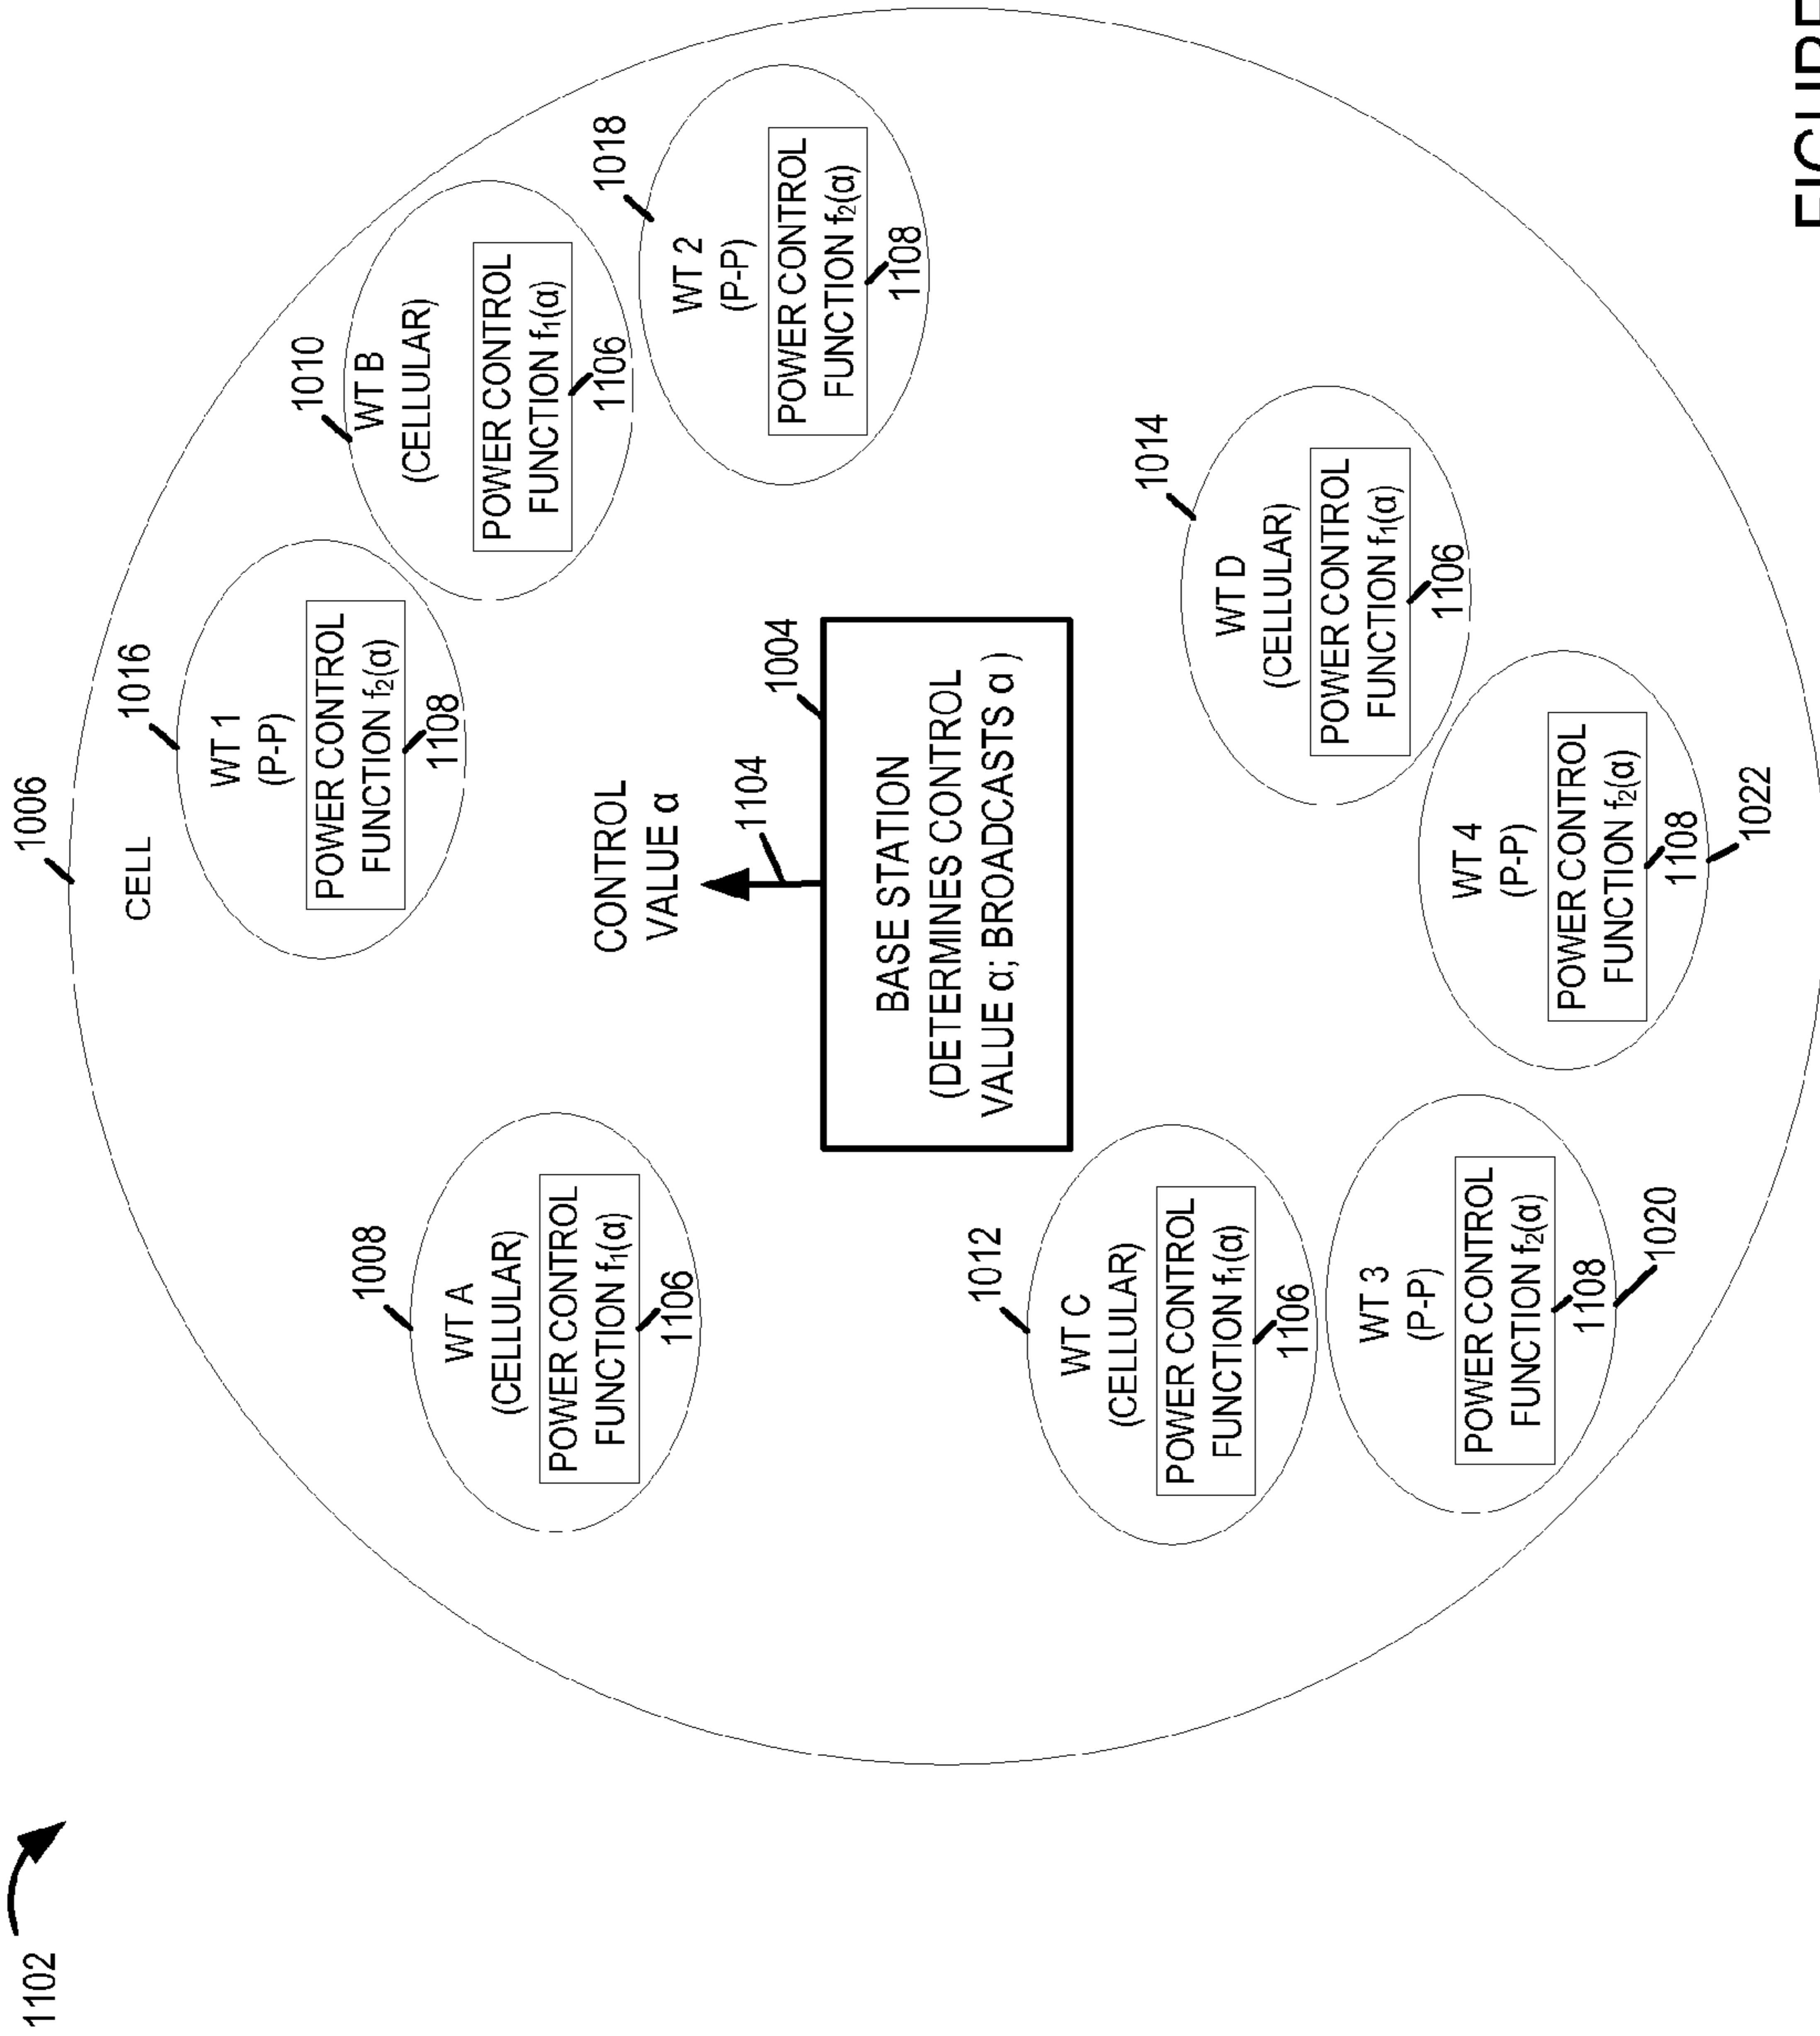 1102
1006
CELL
1016
WT 1
(P-P)
POWER CONTROL
FUNCTION f₂(α)
1108
1010
WT B
(CELLULAR)
POWER CONTROL
FUNCTION f₁(α)
1106
1018
WT 2
(P-P)
POWER CONTROL
FUNCTION f₂(α)
1108
1008
WT A
(CELLULAR)
POWER CONTROL
FUNCTION f₁(α)
1106
CONTROL
VALUE α
1104
1004
BASE STATION
(DETERMINES CONTROL
VALUE α; BROADCASTS α )
1012
WT C
(CELLULAR)
POWER CONTROL
FUNCTION f₁(α)
1106
1014
WT D
(CELLULAR)
POWER CONTROL
FUNCTION f₁(α)
1106
WT 3
(P-P)
POWER CONTROL
FUNCTION f₂(α)
1108
1020
WT 4
(P-P)
POWER CONTROL
FUNCTION f₂(α)
1108
1022